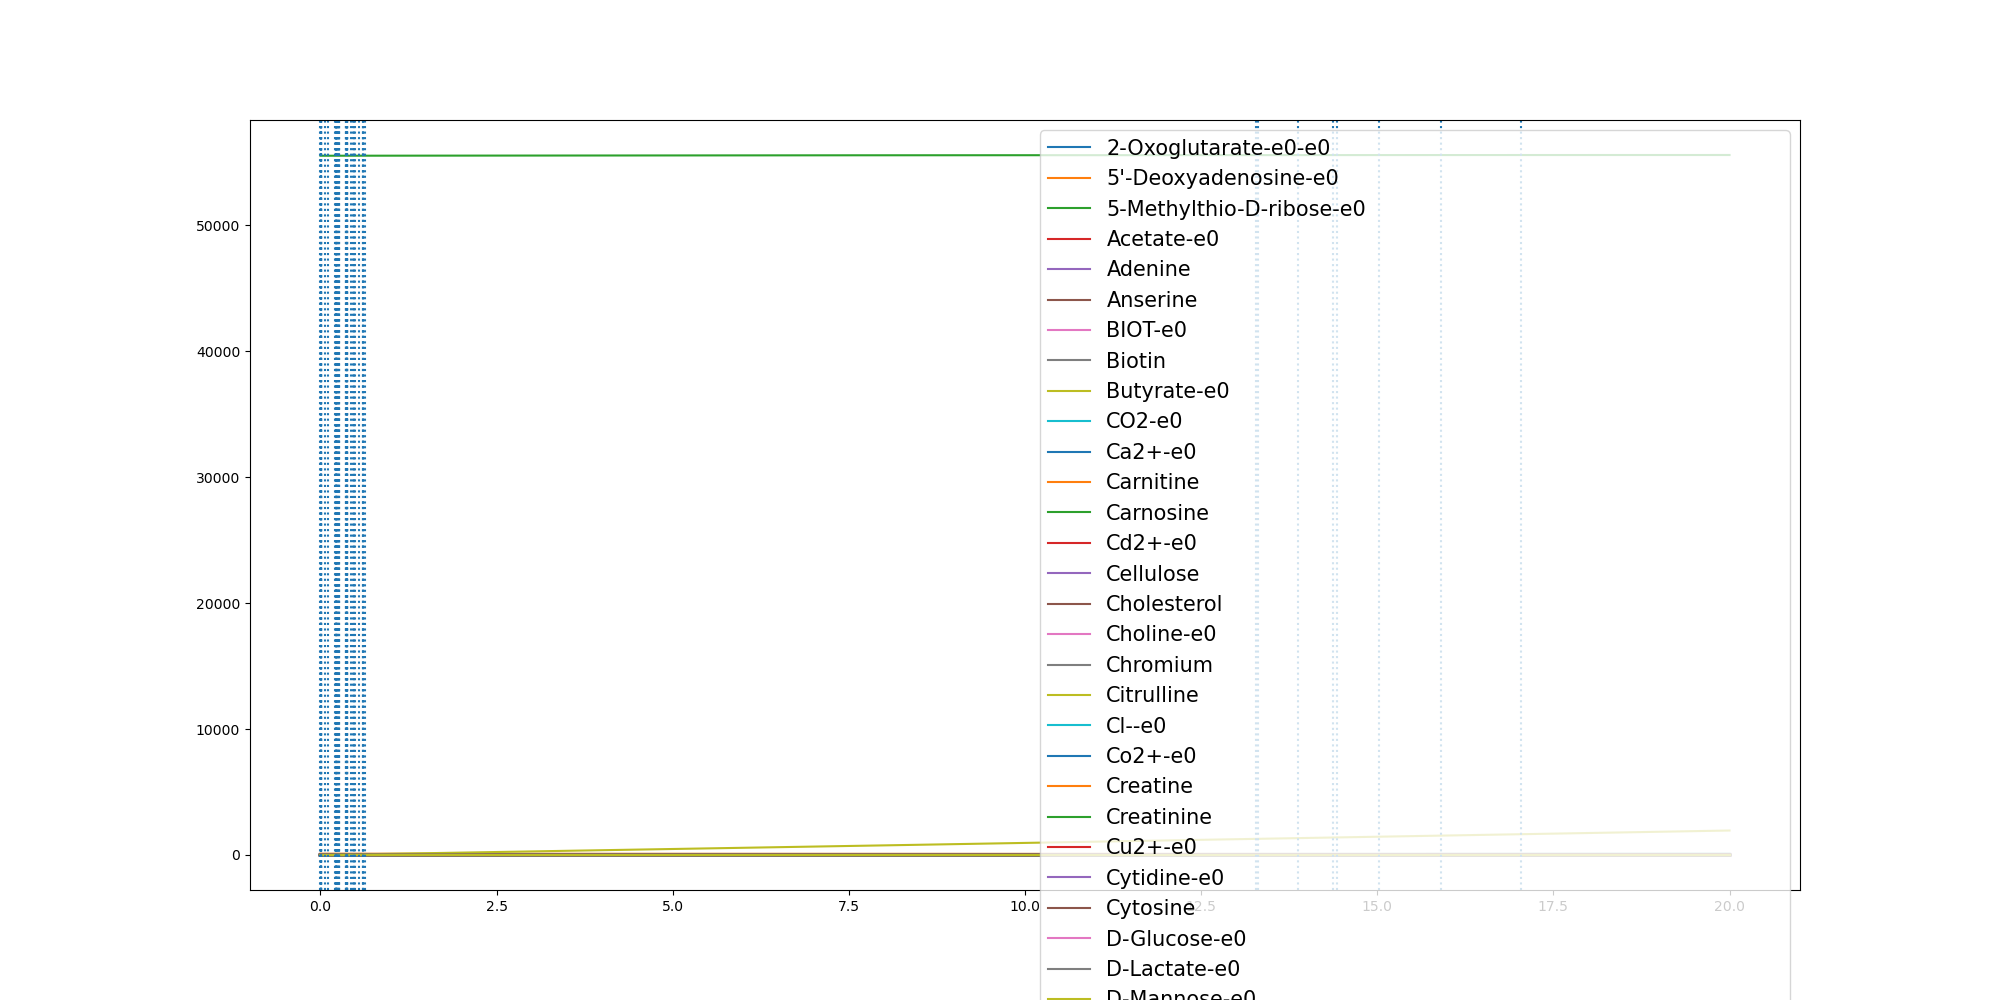 50000
40000
30000
20000
10000
0
0.0 2.5 5.0 7.5 10.0 15.0 17.5 20.0
2-Oxoglutarate-e0-e0
5'-Deoxyadenosine-e0
5-Methylthio-D-ribose-e0
Acetate-e0
Adenine
Anserine
BIOT-e0
Biotin
Butyrate-e0
CO2-e0
Ca2+-e0
Carnitine
Carnosine
Cd2+-e0
Cellulose
Cholesterol
Choline-e0
Chromium
Citrulline
Cl--e0
Co2+-e0
Creatine
Creatinine
Cu2+-e0
Cytidine-e0
Cytosine
D-Glucose-e0
D-Lactate-e0
D-Mannose-e0